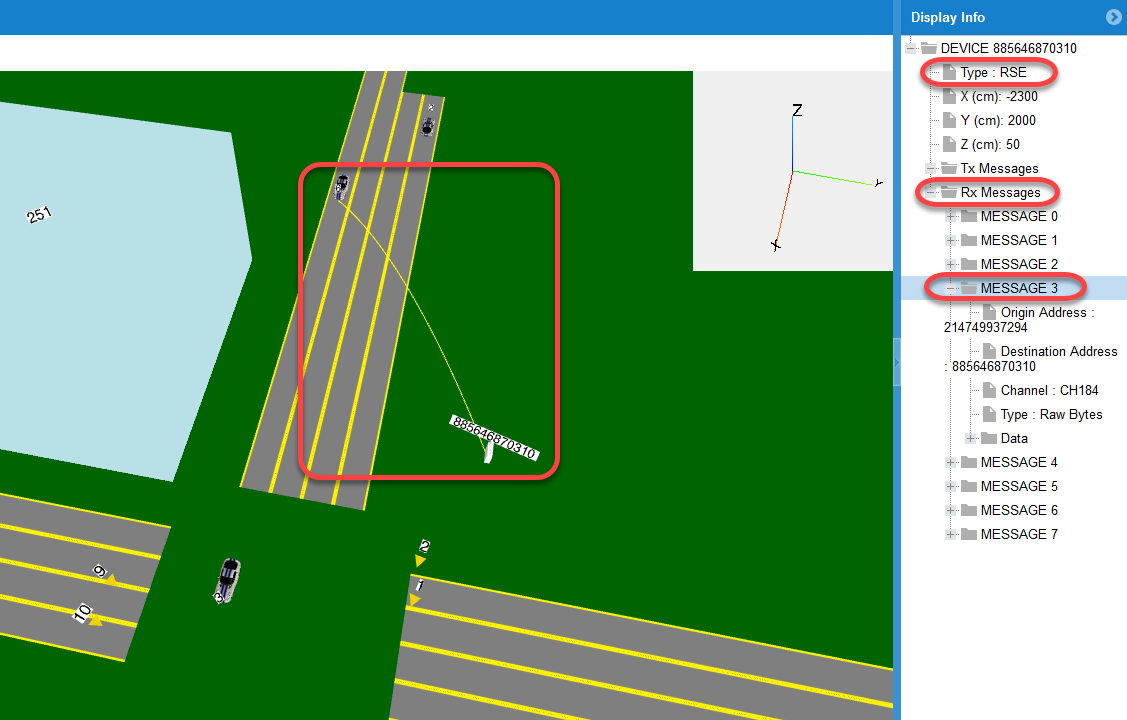 Display Info
DEVICE 885646870310
Type : RSE
X (cm): -2300
Y (cm): 2000
Z (cm): 50
Tx Messages
Rx Messages
MESSAGE 0
MESSAGE 1
MESSAGE 2
MESSAGE 3
Origin Address :
214749937294
Destination Address
: 885646870310
Channel : CH184
Type : Raw Bytes
Data
MESSAGE 4
MESSAGE 5
MESSAGE 6
MESSAGE 7
Z
Y
X
251
2
885646870310
2
1
9
10
3